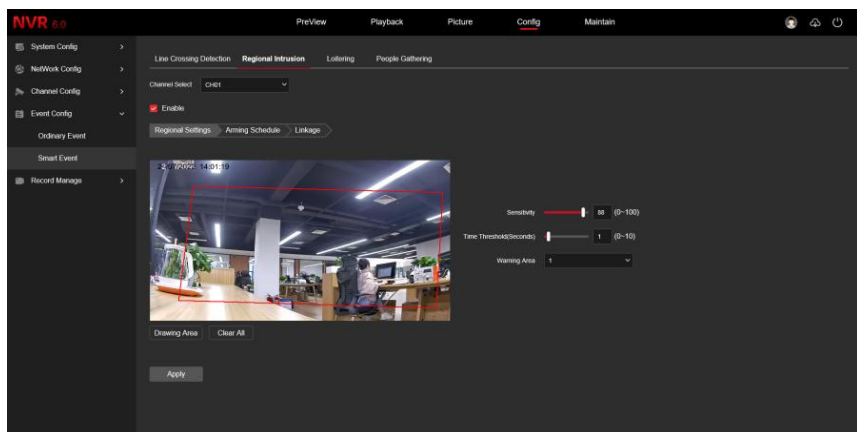 NVR 6.0
PreView Playback Picture Config Maintain
System Config
NetWork Config
Channel Config
Event Config
Ordinary Event
Smart Event
Record Manage
Line Crossing Detection Regional Intrusion Loitering People Gathering
Channel Select CH01
Enable
Regional Settings Arming Schedule Linkage
14:01:19
Sensitivity 88 (0~100)
Time Threshold(Seconds) 1 (0~10)
Warning Area 1
Drawing Area Clear All
Apply